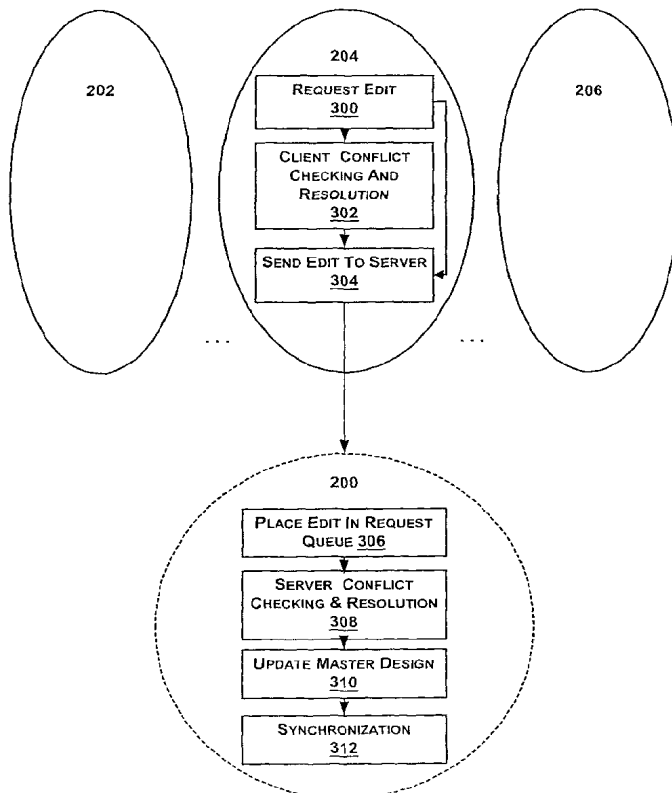 204
202
206
REQUEST EDIT
300
CLIENT CONFLICT
CHECKING AND
RESOLUTION
302
SEND EDIT TO SERVER
304
...
...
200
PLACE EDIT IN REQUEST
QUEUE 306
SERVER CONFLICT
CHECKING & RESOLUTION
308
UPDATE MASTER DESIGN
310
SYNCHRONIZATION
312